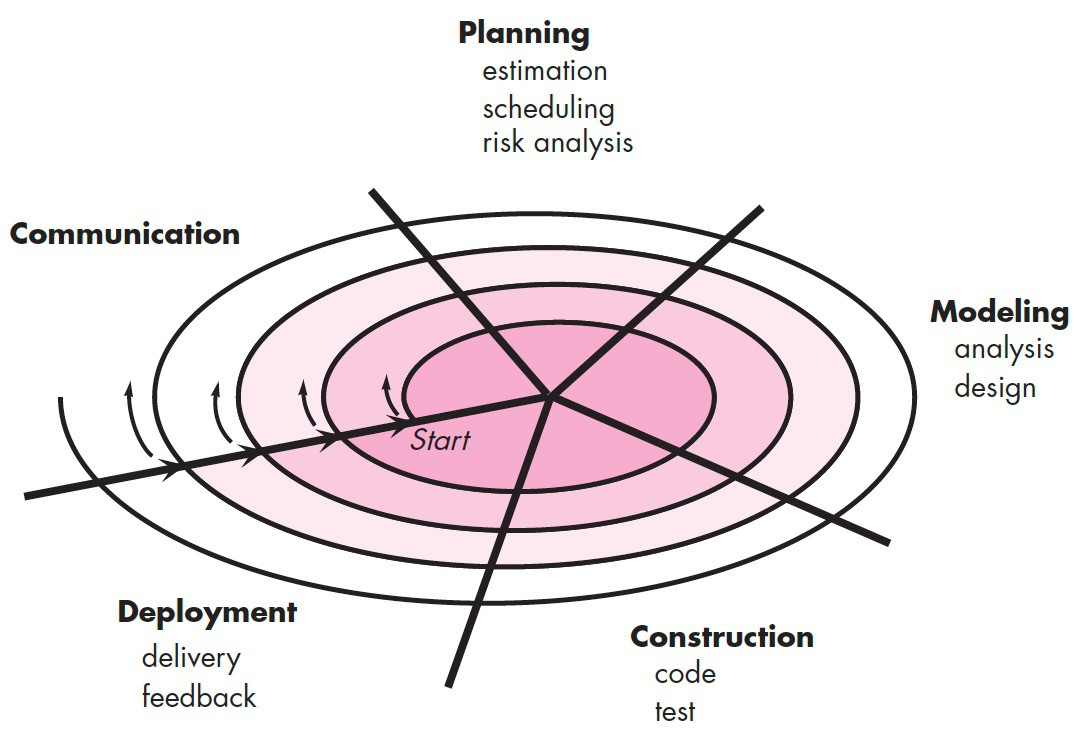 Planning
estimation
scheduling
risk analysis
Communication
Modeling
analysis
design
Start
Deployment
delivery
feedback
Construction
code
test